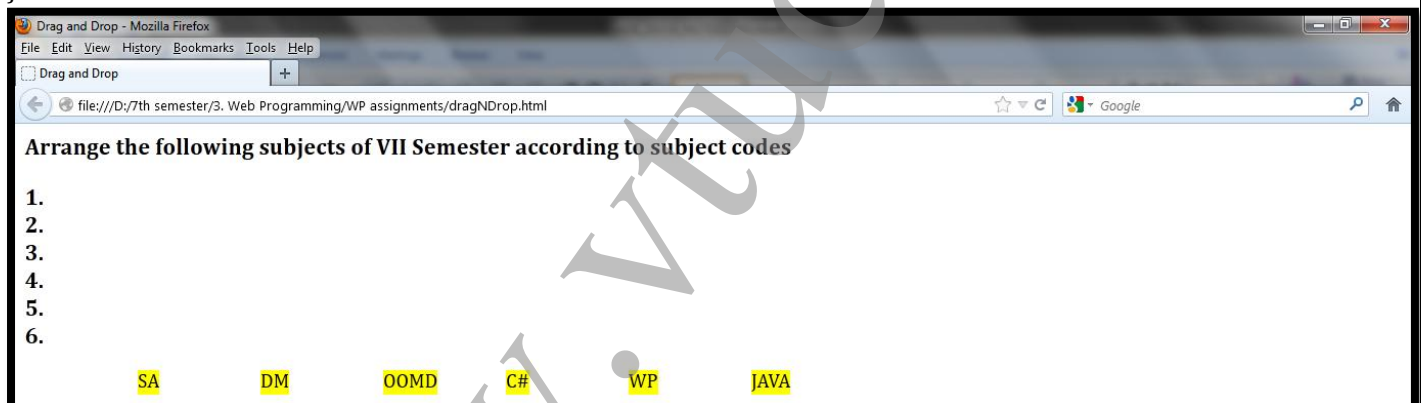 Drag and Drop - Mozilla Firefox
File Edit View History Bookmarks Tools Help
Drag and Drop +
file:///D:/7th semester/3. Web Programming/WP assignments/dragNDrop.html Google
Arrange the following subjects of VII Semester according to subject codes
1.
2.
3.
4.
5.
6.
SA DM OOMD C# WP JAVA